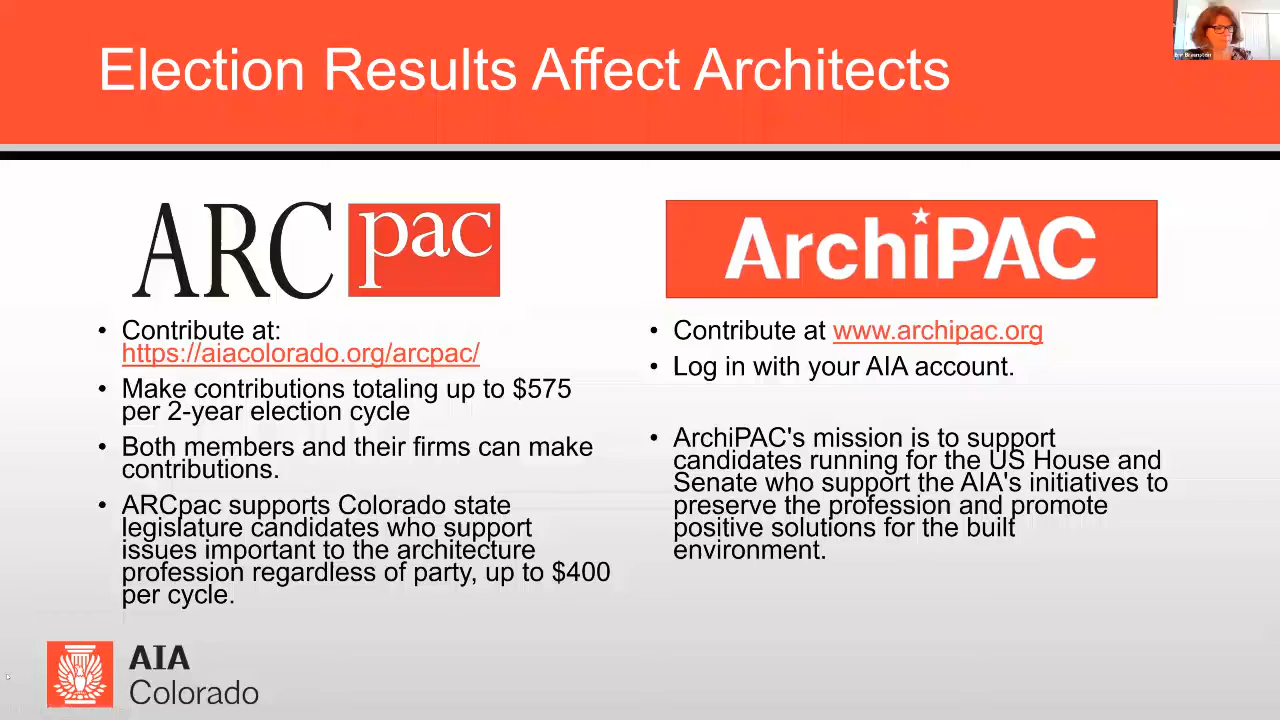 Election Results Affect Architects
ARCpac
Contribute at:
https://aiacolorado.org/arcpac/
Make contributions totaling up to $575
per 2-year election cycle
Both members and their firms can make
contributions.
ARCpac supports Colorado state
legislature candidates who support
issues important to the architecture
profession regardless of party, up to $400
per cycle.
ArchiPAC
Contribute at www.archipac.org
Log in with your AIA account.
ArchiPAC's mission is to support
candidates running for the US House and
Senate who support the AIA's initiatives to
preserve the profession and promote
positive solutions for the built
environment.
AIA
Colorado